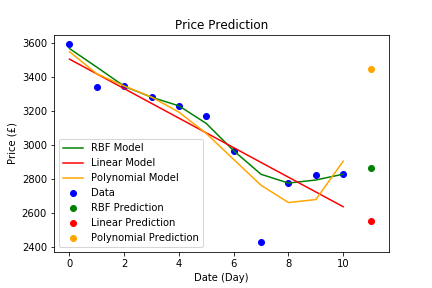 Price Prediction
3600
3400
3200
3000
2800
2600
2400
Price (£)
RBF Model
Linear Model
Polynomial Model
Data
RBF Prediction
Linear Prediction
Polynomial Prediction
0 2 4 6 8 10
Date (Day)